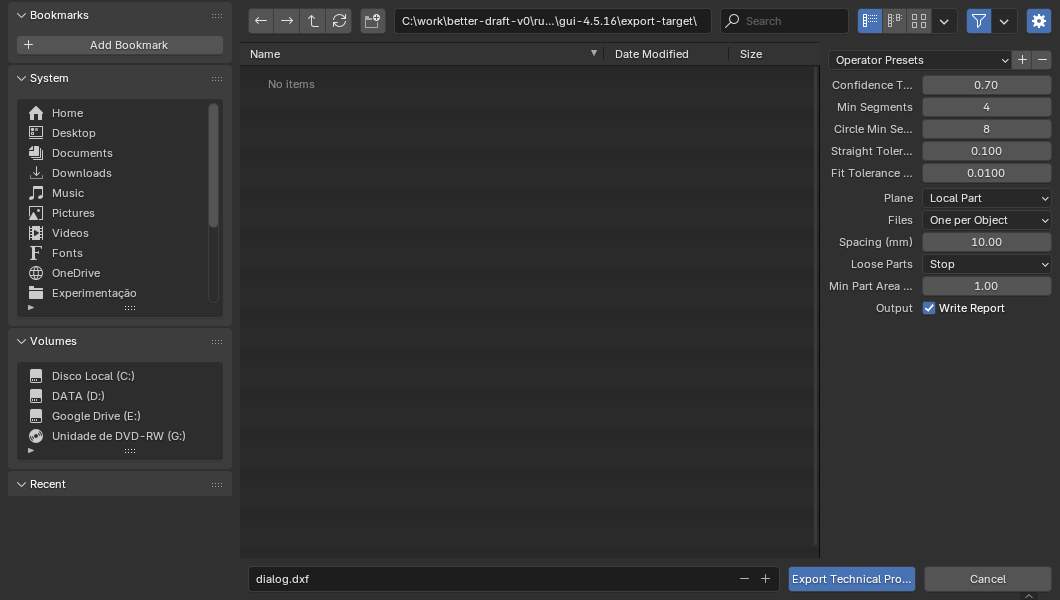 Bookmarks
Add Bookmark
System
Home
Desktop
Documents
Downloads
Music
Pictures
Videos
Fonts
OneDrive
Experimentação
Volumes
Disco Local (C:)
DATA (D:)
Google Drive (E:)
Unidade de DVD-RW (G:)
Recent
C:\work\better-draft-v0\ru...\gui-4.5.16\export-target\
Search
Name Date Modified Size
No items
Operator Presets
Confidence T... 0.70
Min Segments 4
Circle Min Se... 8
Straight Toler... 0.100
Fit Tolerance ... 0.0100
Plane Local Part
Files One per Object
Spacing (mm) 10.00
Loose Parts Stop
Min Part Area ... 1.00
Output Write Report
dialog.dxf
Export Technical Pro...
Cancel